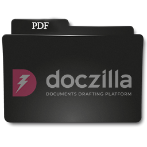 PDF
doczilla
DOCUMENTS DRAFTING PLATFORM